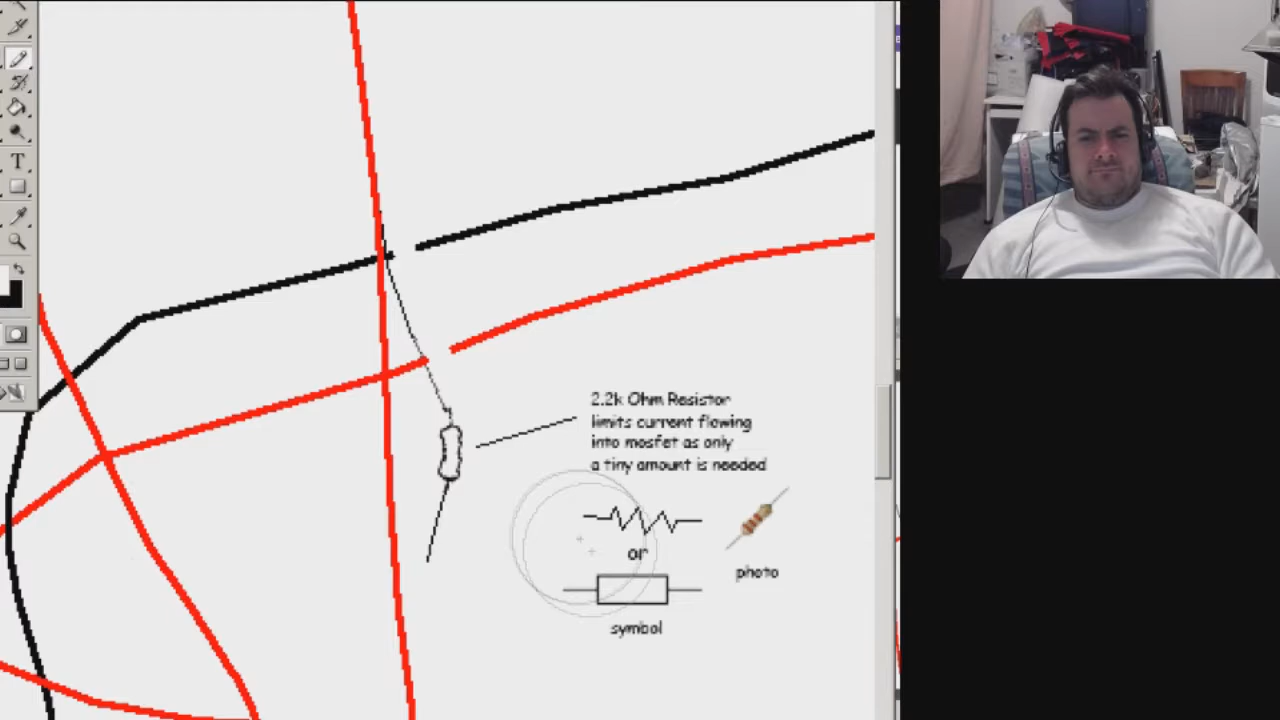 2.2k Ohm Resistor
limits current flowing
into mosfet as only
a tiny amount is needed
or
photo
symbol